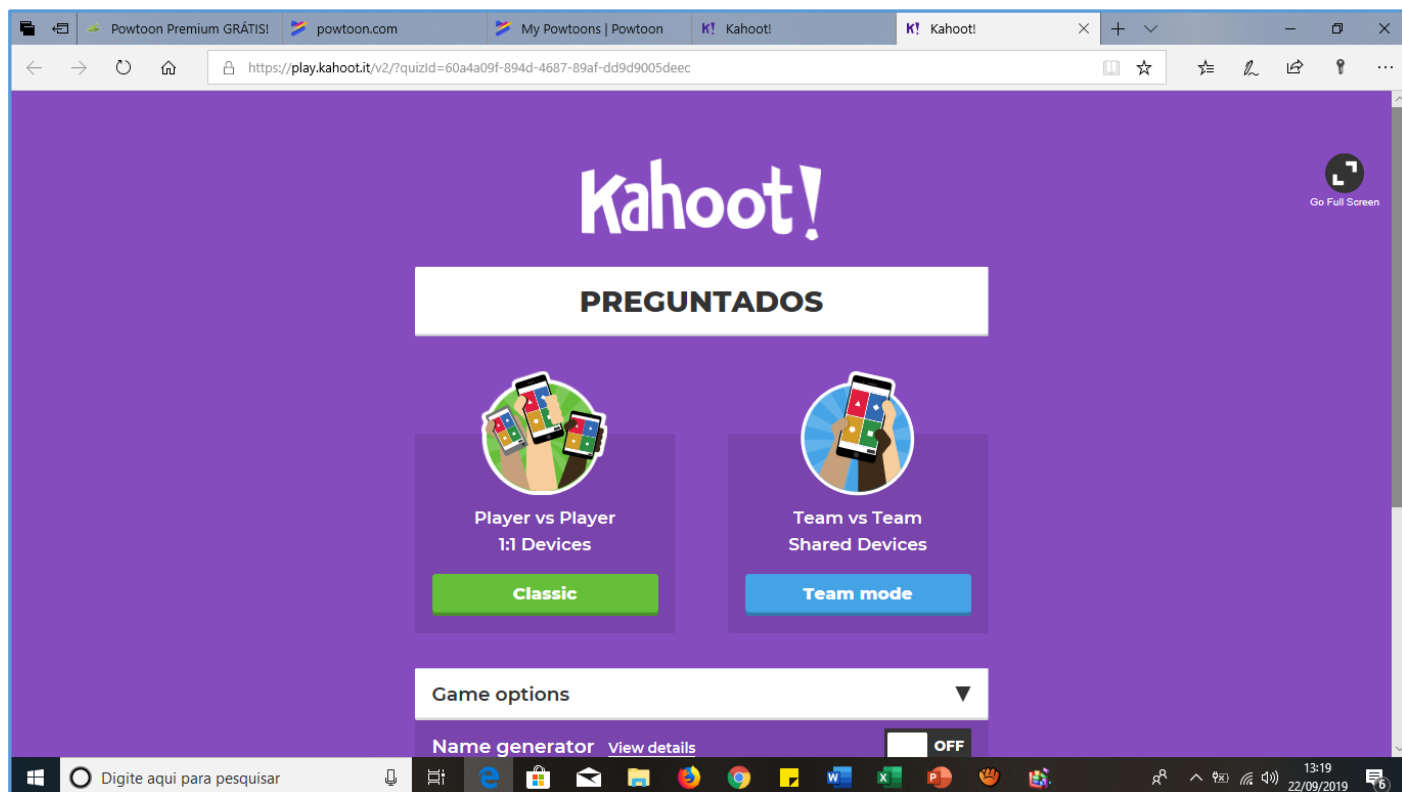 Powtoon Premium GRÁTIS! powtoon.com My Powtoons | Powtoon K! Kahoot! K! Kahoot!
https://play.kahoot.it/v2/?quizId=60a4a09f-894d-4687-89af-dd9d9005deec
Kahoot!
Go Full Screen
PREGUNTADOS
Player vs Player
1:1 Devices
Classic
Team vs Team
Shared Devices
Team mode
Game options
Name generator View details OFF
Digite aqui para pesquisar
13:19
22/09/2019
6